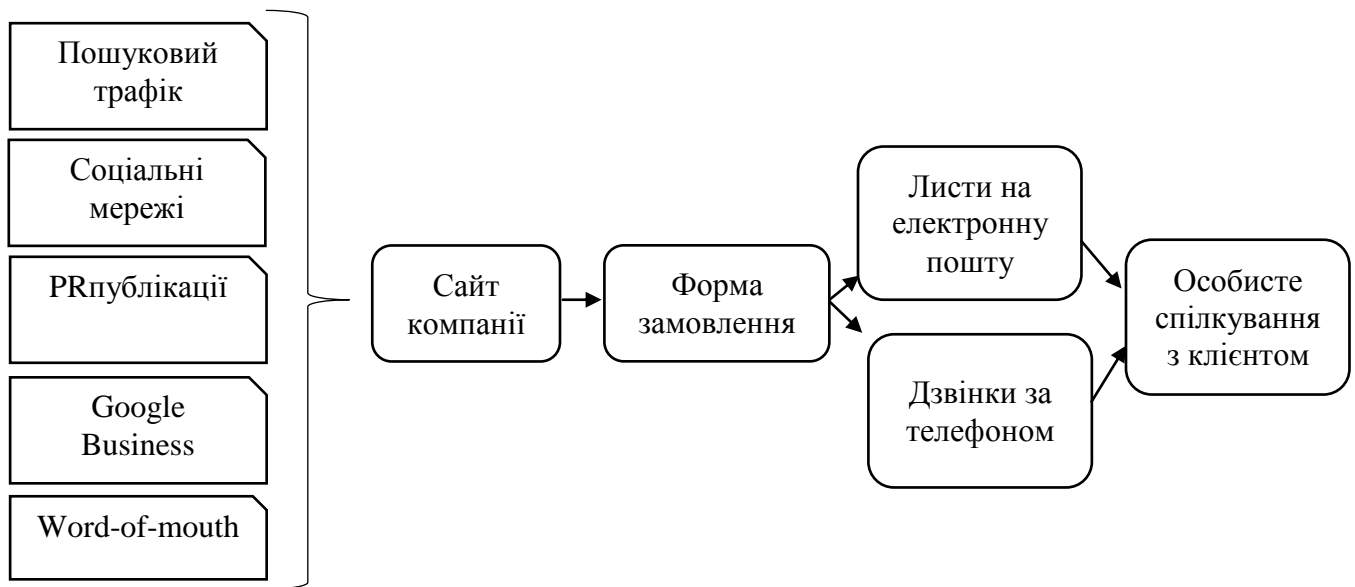 Пошуковий
трафік
Соціальні
мережі
PRпублікації
Google
Business
Word-of-mouth
Сайт
компанії
Форма
замовлення
Листи на
електронну
пошту
Дзвінки за
телефоном
Особисте
спілкування
з клієнтом